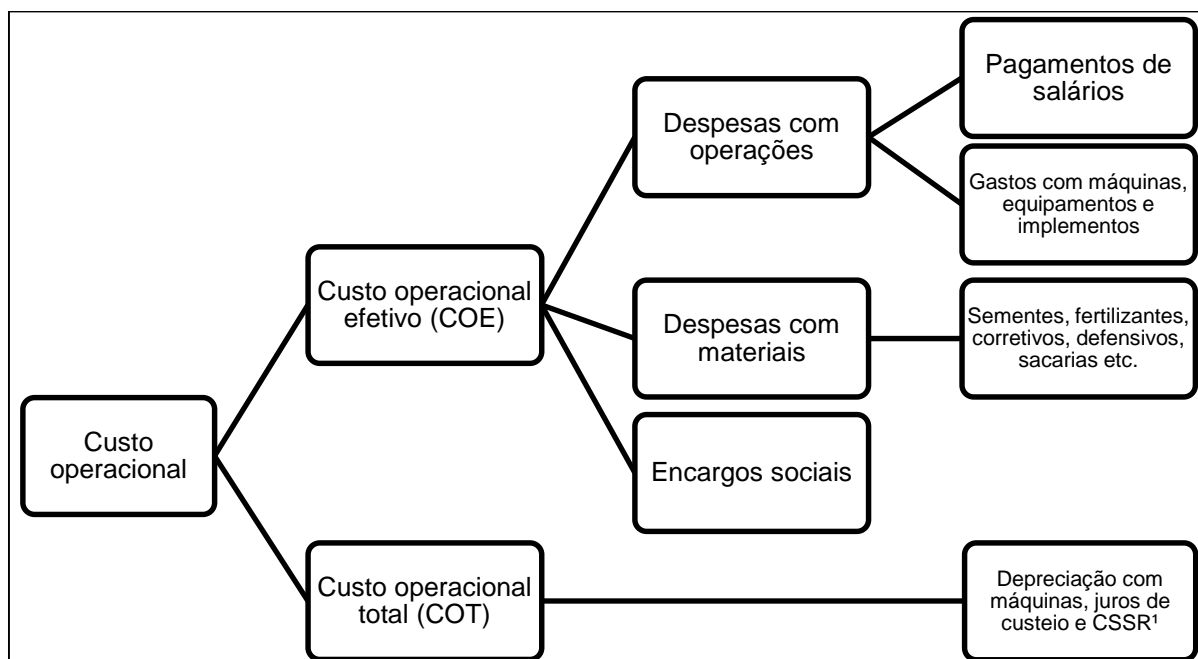 Custo
operacional
Custo operacional
efetivo (COE)
Despesas com
operações
Pagamentos de
salários
Gastos com máquinas,
equipamentos e
implementos
Despesas com
materiais
Sementes, fertilizantes,
corretivos, defensivos,
sacarias etc.
Encargos sociais
Custo operacional
total (COT)
Depreciação com
máquinas, juros de
custeio e CSSR¹